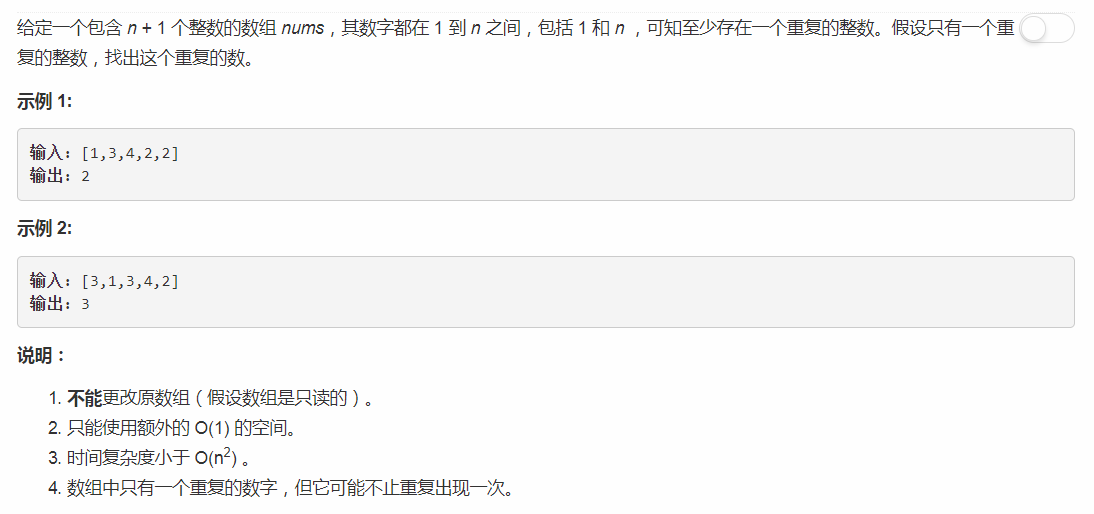 给定一个包含 n + 1 个整数的数组 nums，其数字都在 1 到 n 之间，包括 1 和 n ，可知至少存在一个重复的整数。假设只有一个重
复的整数，找出这个重复的数。
示例 1:
输入: [1,3,4,2,2]
输出: 2
示例 2:
输入: [3,1,3,4,2]
输出: 3
说明：
1. 不能更改原数组（假设数组是只读的）。
2. 只能使用额外的 O(1) 的空间。
3. 时间复杂度小于 O(n²) 。
4. 数组中只有一个重复的数字，但它可能不止重复出现一次。